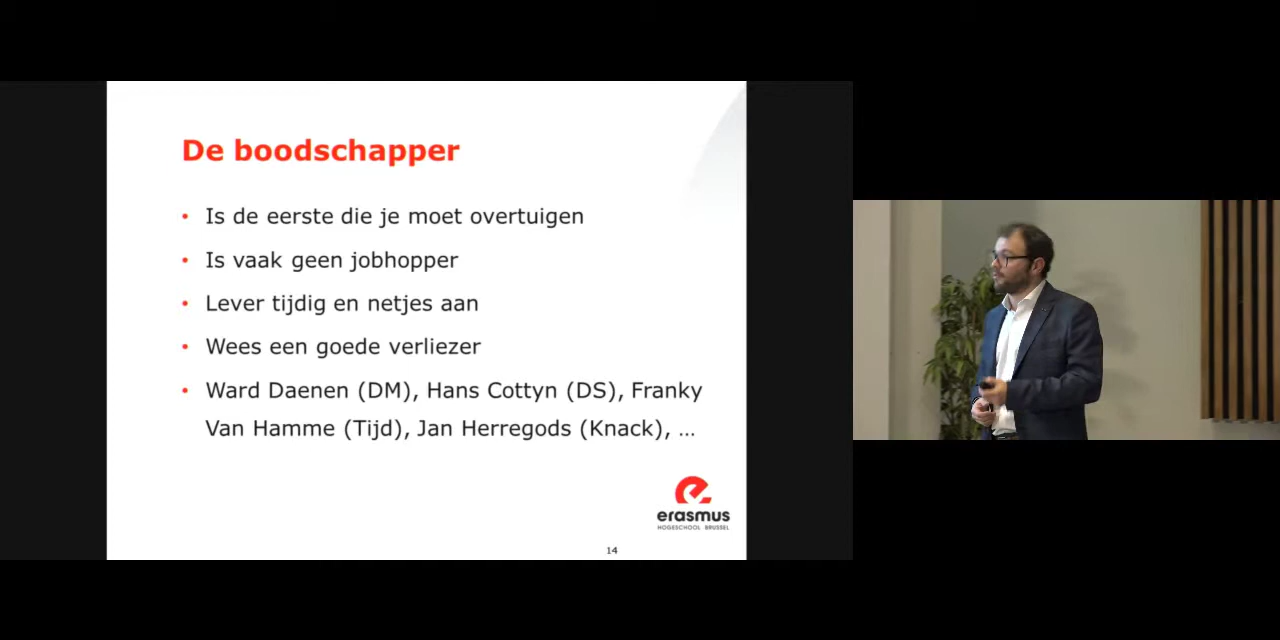 De boodschapper
• Is de eerste die je moet overtuigen
• Is vaak geen jobhopper
• Lever tijdig en netjes aan
• Wees een goede verliezer
• Ward Daenen (DM), Hans Cottyn (DS), Franky
Van Hamme (Tijd), Jan Herregods (Knack), ...
erasmus
HOGESCHOOL BRUSSEL
14